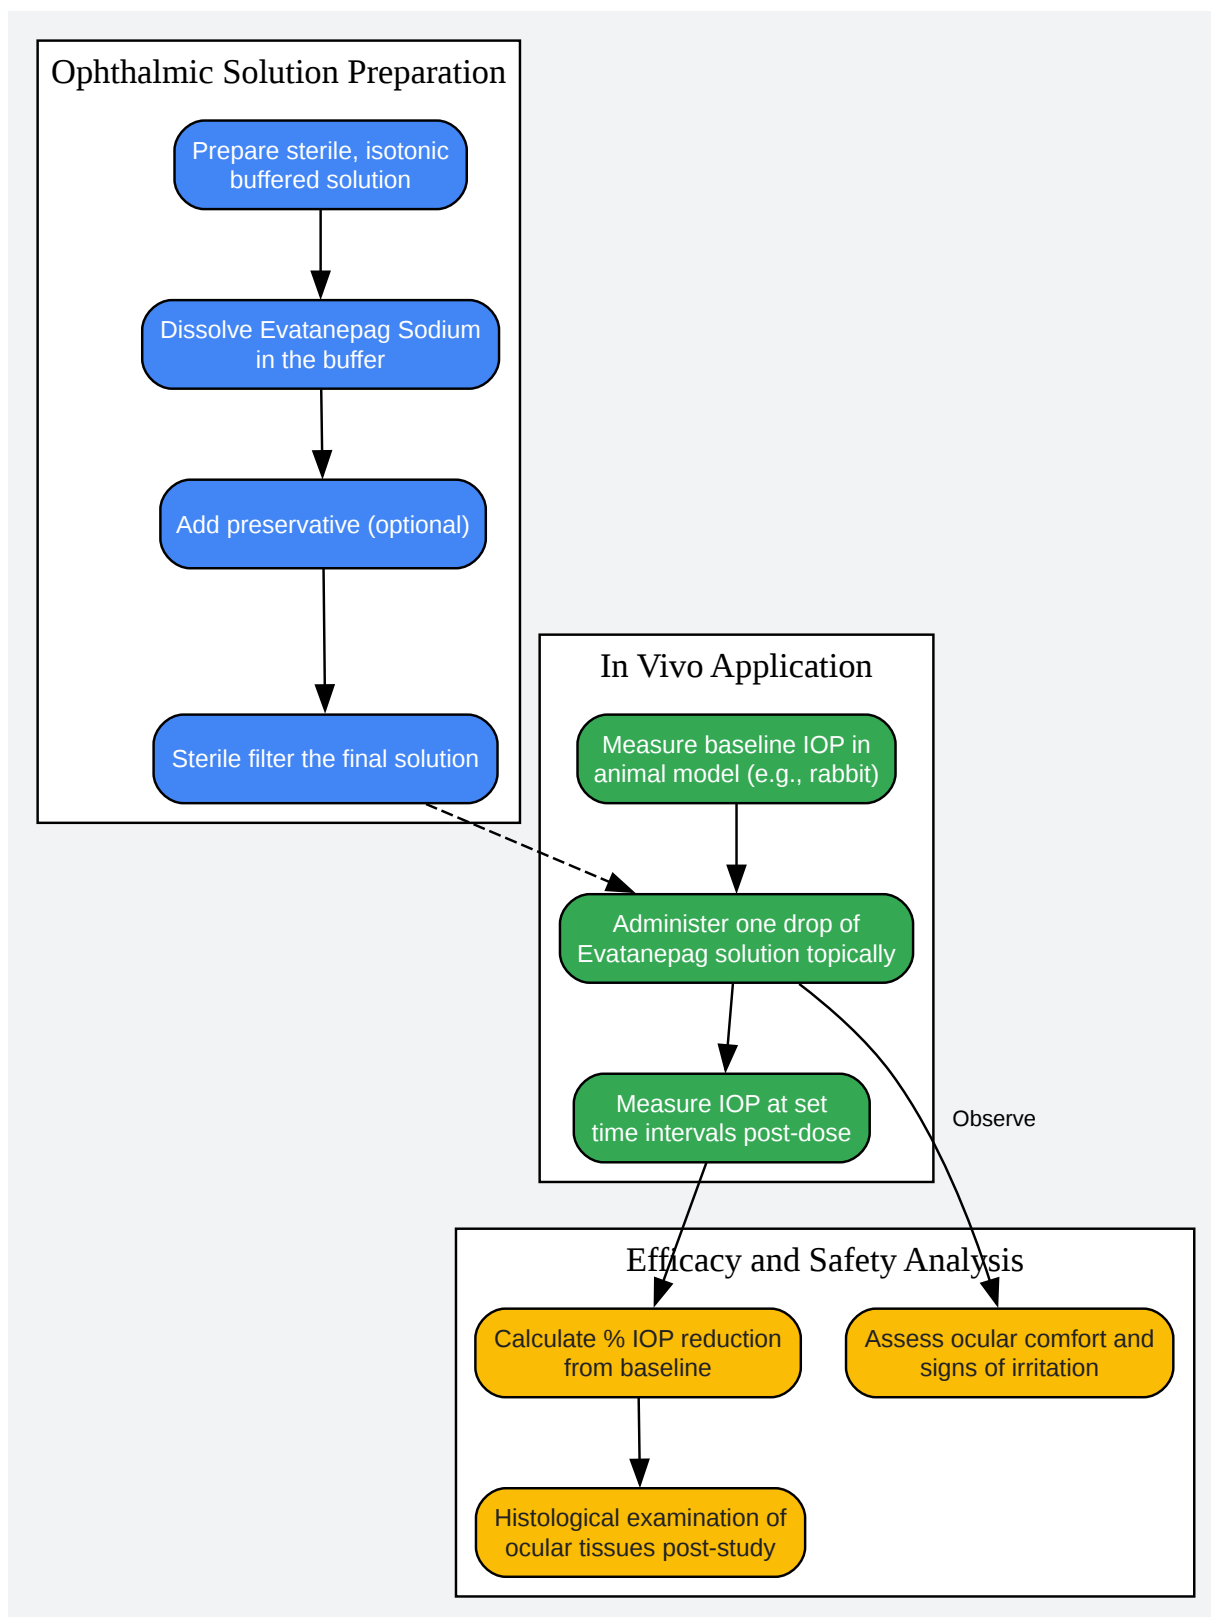 Ophthalmic Solution Preparation
Prepare sterile, isotonic
buffered solution
Dissolve Evatanepag Sodium
in the buffer
Add preservative (optional)
Sterile filter the final solution
In Vivo Application
Measure baseline IOP in
animal model (e.g., rabbit)
Administer one drop of
Evatanepag solution topically
Measure IOP at set
time intervals post-dose
Observe
Efficacy and Safety Analysis
Calculate % IOP reduction
from baseline
Assess ocular comfort and
signs of irritation
Histological examination of
ocular tissues post-study